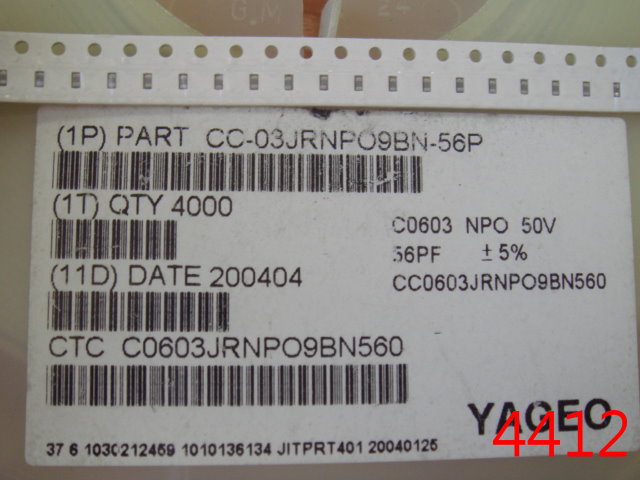 G.M
(1P) PART CC-03JRNPO9BN-56P
(1T) QTY 4000
C0603 NPO 50V
56PF ±5%
(11D) DATE 200404
CC0603JRNPO9BN560
CTC C0603JRNPO9BN560
YAGEO
4412
37 6 1030212459 1010136134 JITPRT401 20040125